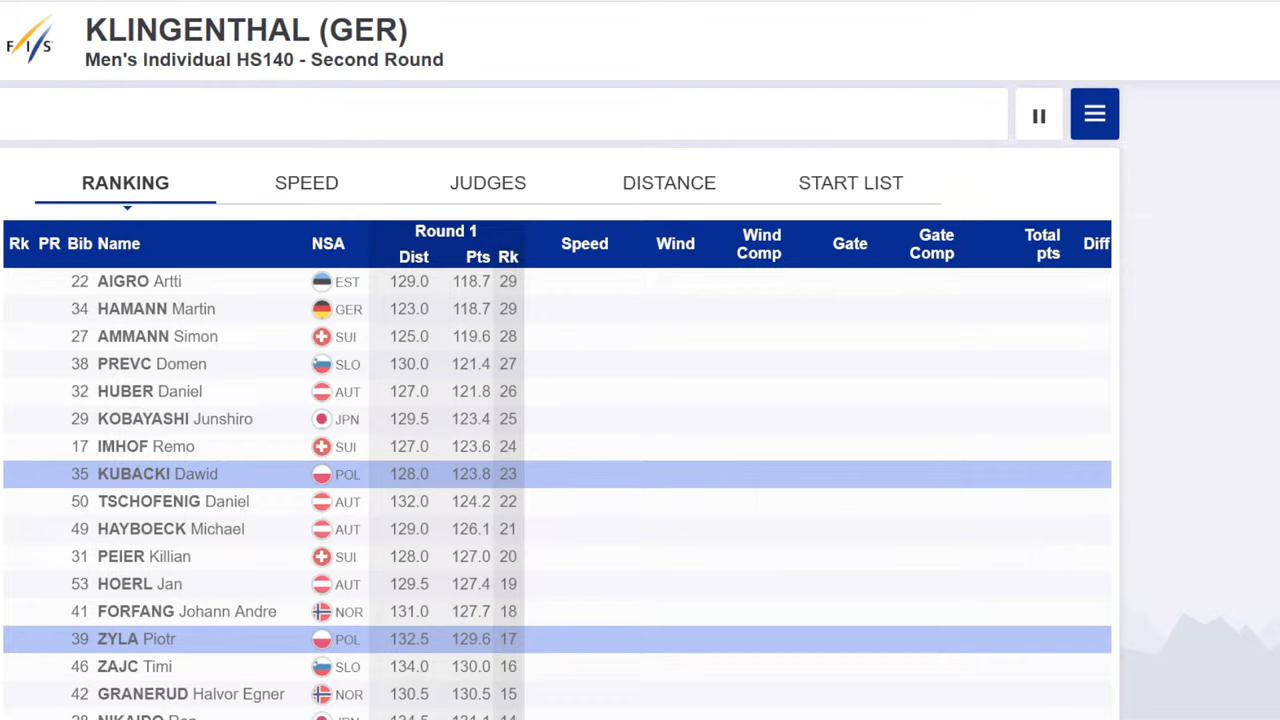 FIS
KLINGENTHAL (GER)
Men's Individual HS140 - Second Round
RANKING SPEED JUDGES DISTANCE START LIST
Rk PR Bib Name NSA Round 1 Dist Pts Rk Speed Wind Wind Comp Gate Gate Comp Total pts Diff
22 AIGRO Artti EST 129.0 118.7 29
34 HAMANN Martin GER 123.0 118.7 29
27 AMMANN Simon SUI 125.0 119.6 28
38 PREVC Domen SLO 130.0 121.4 27
32 HUBER Daniel AUT 127.0 121.8 26
29 KOBAYASHI Junshiro JPN 129.5 123.4 25
17 IMHOF Remo SUI 127.0 123.6 24
35 KUBACKI Dawid POL 128.0 123.8 23
50 TSCHOFENIG Daniel AUT 132.0 124.2 22
49 HAYBOECK Michael AUT 129.0 126.1 21
31 PEIER Killian SUI 128.0 127.0 20
53 HOERL Jan AUT 129.5 127.4 19
41 FORFANG Johann Andre NOR 131.0 127.7 18
39 ZYLA Piotr POL 132.5 129.6 17
46 ZAJC Timi SLO 134.0 130.0 16
42 GRANERUD Halvor Egner NOR 130.5 130.5 15